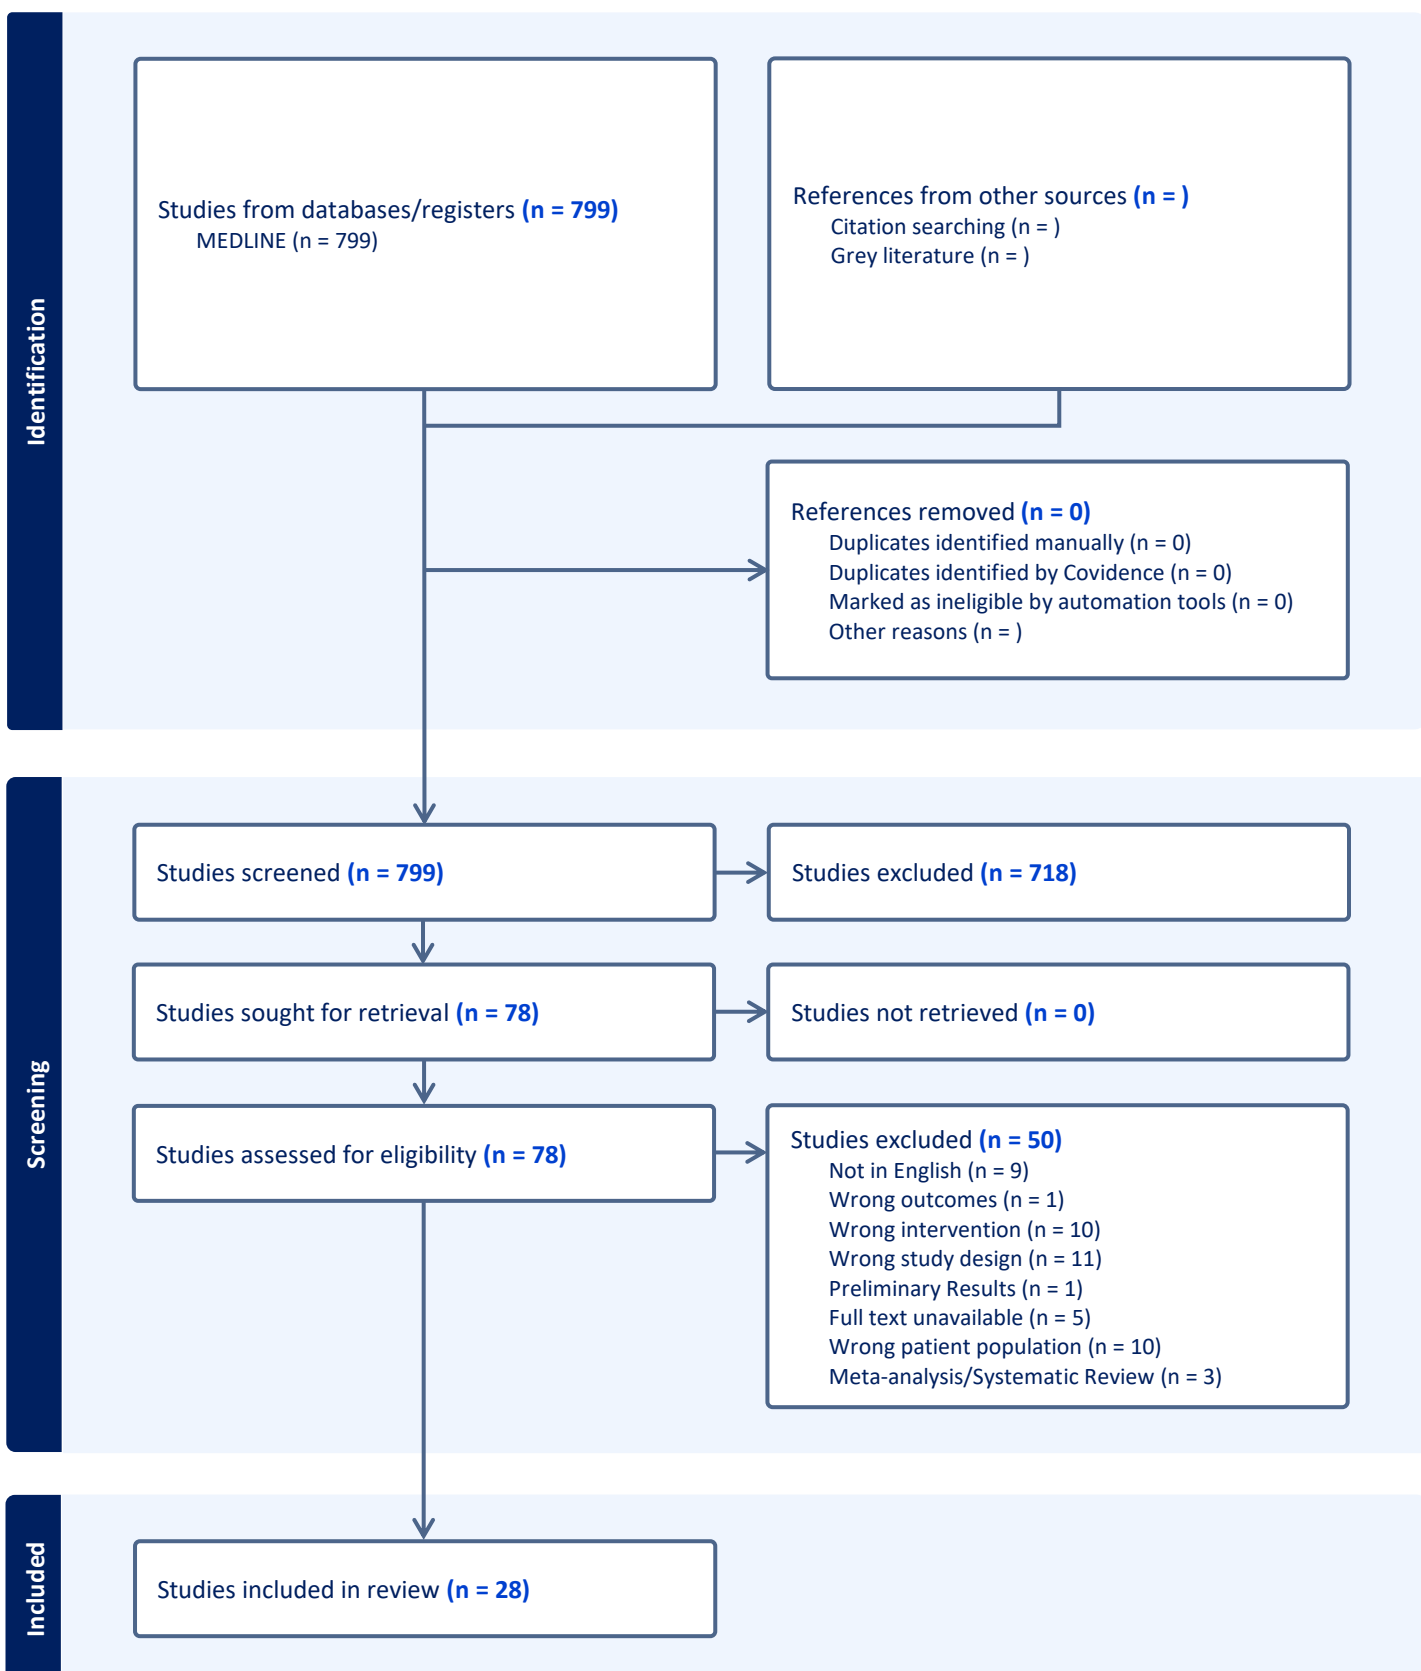 Identification
Studies from databases/registers (n = 799)
MEDLINE (n = 799)
References from other sources (n = )
Citation searching (n = )
Grey literature (n = )
References removed (n = 0)
Duplicates identified manually (n = 0)
Duplicates identified by Covidence (n = 0)
Marked as ineligible by automation tools (n = 0)
Other reasons (n = )
Screening
Studies screened (n = 799)
Studies excluded (n = 718)
Studies sought for retrieval (n = 78)
Studies not retrieved (n = 0)
Studies assessed for eligibility (n = 78)
Studies excluded (n = 50)
Not in English (n = 9)
Wrong outcomes (n = 1)
Wrong intervention (n = 10)
Wrong study design (n = 11)
Preliminary Results (n = 1)
Full text unavailable (n = 5)
Wrong patient population (n = 10)
Meta-analysis/Systematic Review (n = 3)
Included
Studies included in review (n = 28)